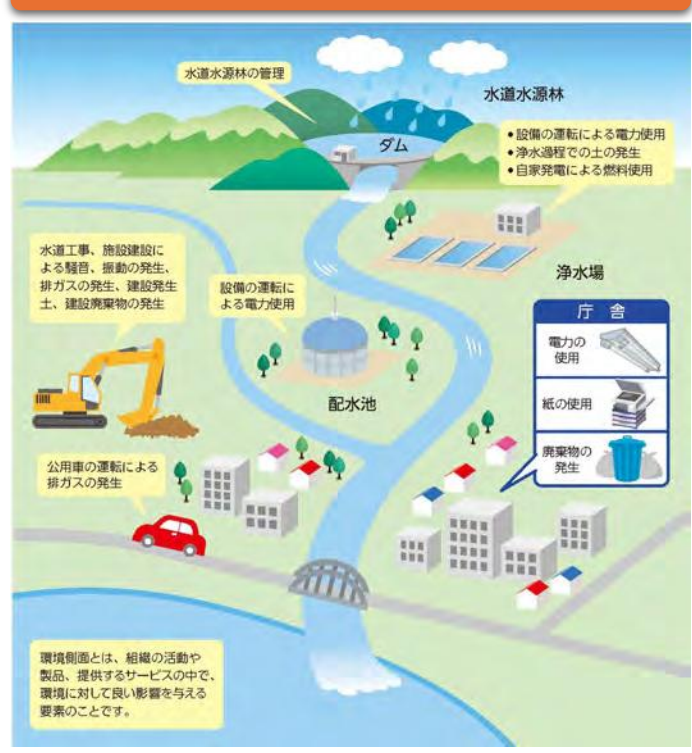 水道水源林の管理
水道水源林
ダム
•設備の運転による電力使用
•浄水過程での土の発生
•自家発電による燃料使用
水道工事、施設建設に
よる騒音、振動の発生、
排ガスの発生、建設発生
土、建設廃棄物の発生
設備の運転に
よる電力使用
浄水場
庁舎
電力の
使用
紙の使用
廃棄物の
発生
配水池
公用車の運転による
排ガスの発生
環境側面とは、組織の活動や
製品、提供するサービスの中で、
環境に対して良い影響を与える
要素のことです。